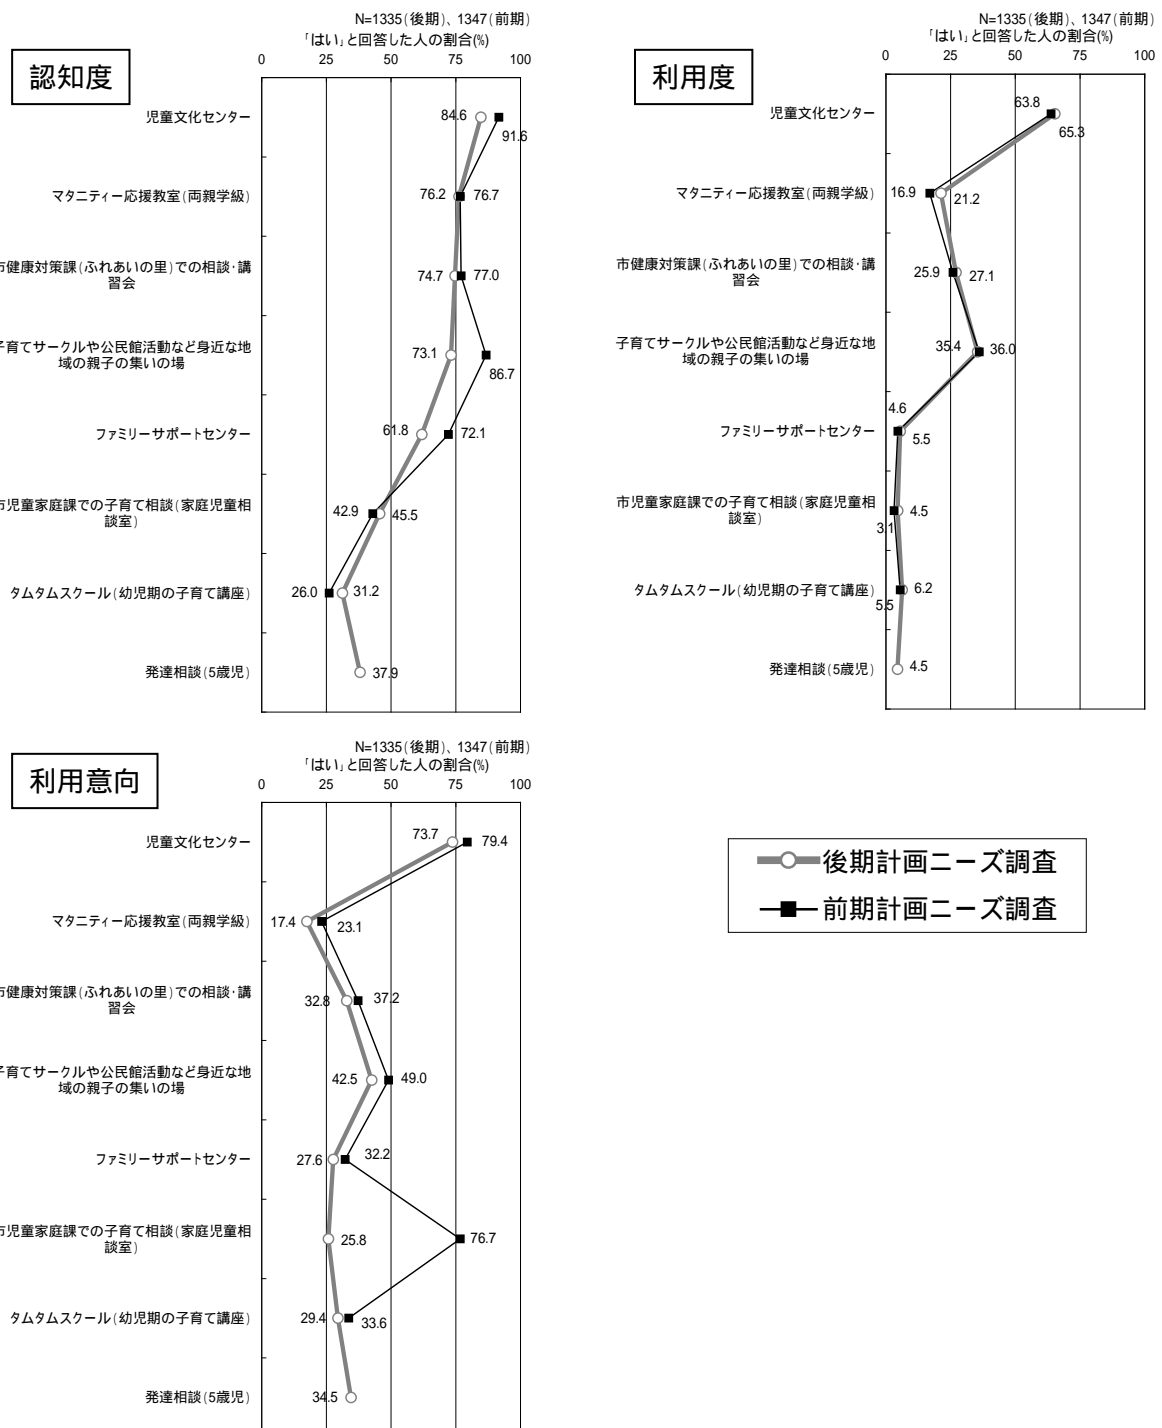 N=1335(後期)、1347(前期)
「はい」と回答した人の割合(%)
認知度
0 25 50 75 100
児童文化センター
84.6
91.6
マタニティー応援教室(両親学級)
76.2 76.7
市健康対策課(ふれあいの里)での相談・講
習会
74.7 77.0
子育てサークルや公民館活動など身近な地
域の親子の集いの場
73.1
86.7
ファミリーサポートセンター
61.8 72.1
市児童家庭課での子育て相談(家庭児童相
談室)
42.9 45.5
タムタムスクール(幼児期の子育て講座)
26.0 31.2
発達相談(5歳児)
37.9
N=1335(後期)、1347(前期)
「はい」と回答した人の割合(%)
利用度
0 25 50 75 100
児童文化センター
63.8
65.3
マタニティー応援教室(両親学級)
16.9 21.2
市健康対策課(ふれあいの里)での相談・講
習会
25.9 27.1
子育てサークルや公民館活動など身近な地
域の親子の集いの場
35.4 36.0
ファミリーサポートセンター
4.6
5.5
市児童家庭課での子育て相談(家庭児童相
談室)
3.1 4.5
タムタムスクール(幼児期の子育て講座)
5.5 6.2
発達相談(5歳児)
4.5
N=1335(後期)、1347(前期)
「はい」と回答した人の割合(%)
利用意向
0 25 50 75 100
児童文化センター
73.7 79.4
マタニティー応援教室(両親学級)
17.4 23.1
市健康対策課(ふれあいの里)での相談・講
習会
32.8 37.2
子育てサークルや公民館活動など身近な地
域の親子の集いの場
42.5 49.0
ファミリーサポートセンター
27.6 32.2
市児童家庭課での子育て相談(家庭児童相
談室)
25.8 76.7
タムタムスクール(幼児期の子育て講座)
29.4 33.6
発達相談(5歳児)
34.5
後期計画ニーズ調査
前期計画ニーズ調査